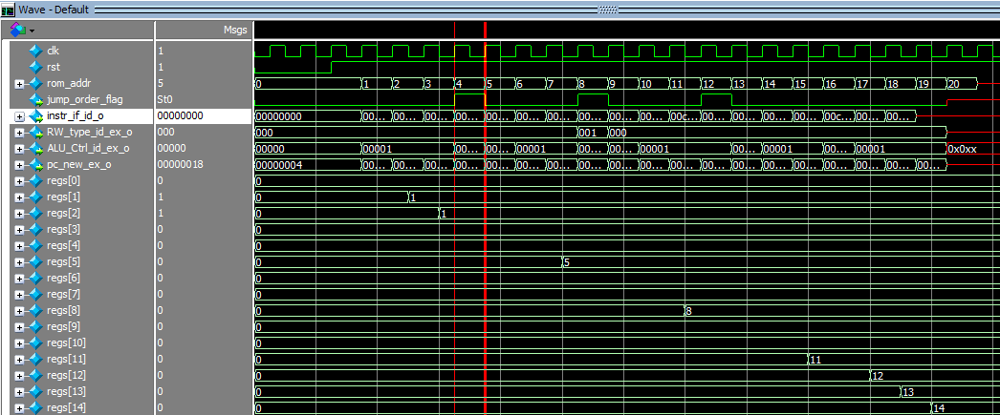 Wave - Default
Msgs
clk 1
rst 1
rom_addr 5 0 1 2 3 4 5 6 7 8 9 10 11 12 13 14 15 16 17 18 19 20
jump_order_flag St0
instr_if_id_o 00000000 00000000 00... 00... 00... 00... 00... 00... 00... 00... 00... 00... 00c... 00... 00... 00... 00... 00c... 00... 00...
RW_type_id_ex_o 000 000 001 000
ALU_Ctrl_id_ex_o 00000 00000 00001 00... 00... 00001 00... 00... 00001 00... 00001 00... 00001 0x0xx
pc_new_ex_o 00000018 00000004 00... 00... 00... 00... 00... 00... 00... 00... 00... 00... 00... 00... 00... 00... 00... 00... 00... 00... 00...
regs[0] 0 0
regs[1] 1 0 1
regs[2] 1 0 1
regs[3] 0 0
regs[4] 0 0
regs[5] 0 0 5
regs[6] 0 0
regs[7] 0 0
regs[8] 0 0 8
regs[9] 0 0
regs[10] 0 0
regs[11] 0 0 11
regs[12] 0 0 12
regs[13] 0 0 13
regs[14] 0 0 14